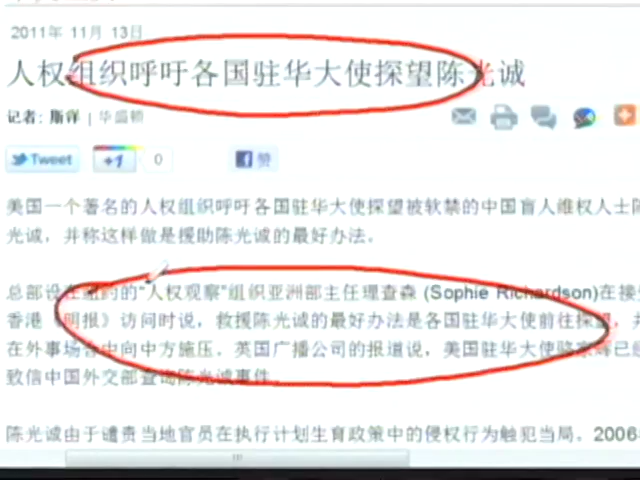 2011年 11月 13日
人权组织呼吁各国驻华大使探望陈光诚
记者: 斯洋 | 华盛顿
Tweet +1 0 赞
美国一个著名的人权组织呼吁各国驻华大使探望被软禁的中国盲人维权人士陈
光诚，并称这样做是援助陈光诚的最好办法。
总部设在纽约的“人权观察”组织亚洲部主任理查森 (Sophie Richardson)在接受
香港《明报》访问时说，救援陈光诚的最好办法是各国驻华大使前往探望，并
在外事场合中向中方施压。英国广播公司的报道说，美国驻华大使骆家辉已经
致信中国外交部查询陈光诚事件。
陈光诚由于谴责当地官员在执行计划生育政策中的侵权行为触犯当局。2006